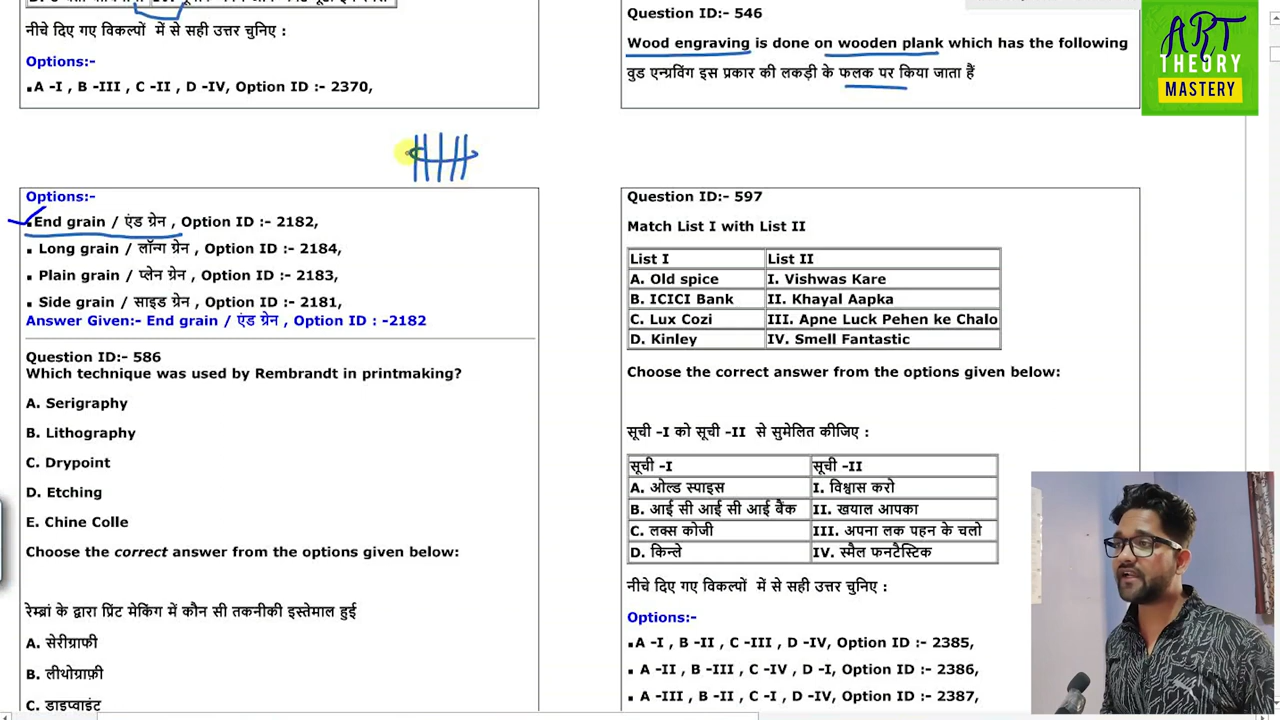 नीचे दिए गए विकल्पों में से सही उत्तर चुनिए :
Options:-
▪A -I , B -III , C -II , D -IV, Option ID :- 2370,
Options:-
▪End grain / एंड ग्रेन , Option ID :- 2182,
▪ Long grain / लॉन्ग ग्रेन , Option ID :- 2184,
▪ Plain grain / प्लेन ग्रेन , Option ID :- 2183,
▪ Side grain / साइड ग्रेन , Option ID :- 2181,
Answer Given:- End grain / एंड ग्रेन , Option ID : -2182
Question ID:- 586
Which technique was used by Rembrandt in printmaking?
A. Serigraphy
B. Lithography
C. Drypoint
D. Etching
E. Chine Colle
Choose the correct answer from the options given below:
रेम्ब्रां के द्वारा प्रिंट मेकिंग में कौन सी तकनीकी इस्तेमाल हुई
A. सेरीग्राफी
B. लीथोग्राफ़ी
C. ड्राइप्वाइंट
Question ID:- 546
Wood engraving is done on wooden plank which has the following
वुड एन्ग्रविंग इस प्रकार की लकड़ी के फलक पर किया जाता हैं
Question ID:- 597
Match List I with List II
List I List II
A. Old spice I. Vishwas Kare
B. ICICI Bank II. Khayal Aapka
C. Lux Cozi III. Apne Luck Pehen ke Chalo
D. Kinley IV. Smell Fantastic
Choose the correct answer from the options given below:
सूची -I को सूची -II से सुमेलित कीजिए :
सूची -I सूची -II
A. ओल्ड स्पाइस I. विश्वास करो
B. आई सी आई सी आई बैंक II. खयाल आपका
C. लक्स कोजी III. अपना लक पहन के चलो
D. किन्ले IV. स्मैल फनटैस्टिक
नीचे दिए गए विकल्पों में से सही उत्तर चुनिए :
Options:-
▪A -I , B -II , C -III , D -IV, Option ID :- 2385,
▪ A -II , B -III , C -IV , D -I, Option ID :- 2386,
▪ A -III , B -II , C -I , D -IV, Option ID :- 2387,
ART
THEORY
MASTERY